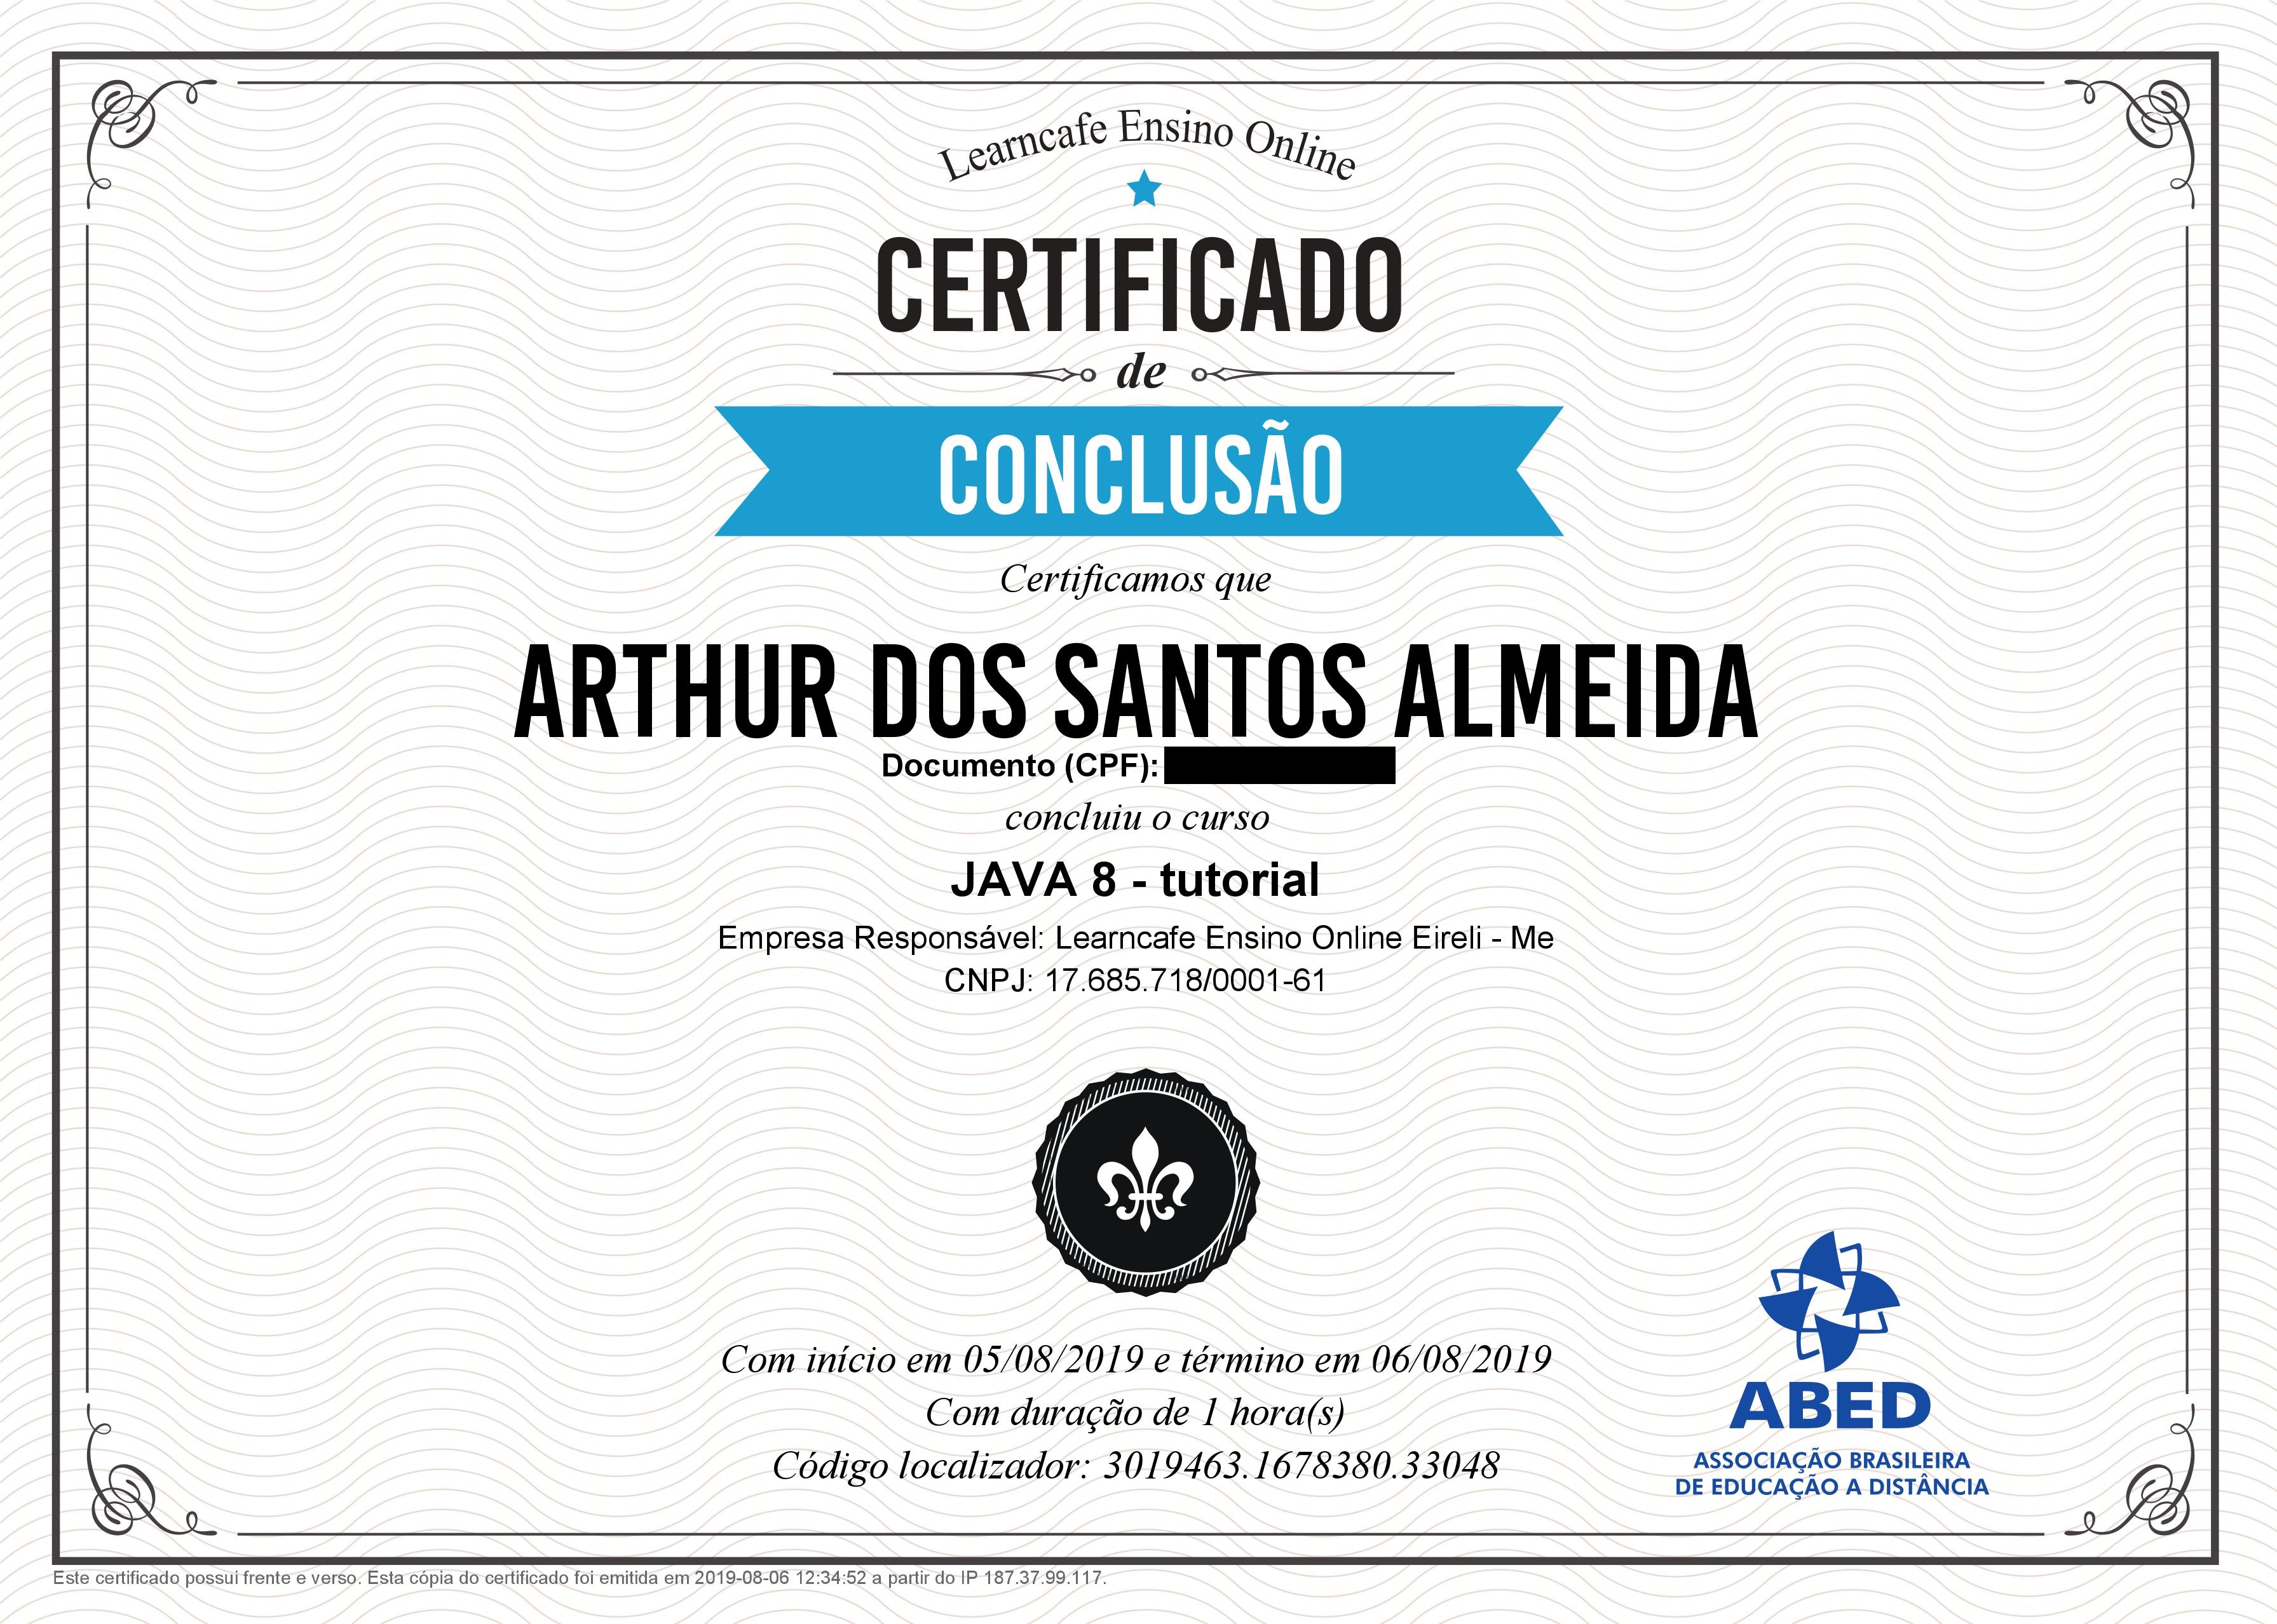 Learncafe Ensino Online
CERTIFICADO
de
CONCLUSÃO
Certificamos que
ARTHUR DOS SANTOS ALMEIDA
Documento (CPF):
concluiu o curso
JAVA 8 - tutorial
Empresa Responsável: Learncafe Ensino Online Eireli - Me
CNPJ: 17.685.718/0001-61
Com início em 05/08/2019 e término em 06/08/2019
Com duração de 1 hora(s)
Código localizador: 3019463.1678380.33048
ABED
ASSOCIAÇÃO BRASILEIRA
DE EDUCAÇÃO A DISTÂNCIA
Este certificado possui frente e verso. Esta cópia do certificado foi emitida em 2019-08-06 12:34:52 a partir do IP 187.37.99.117.